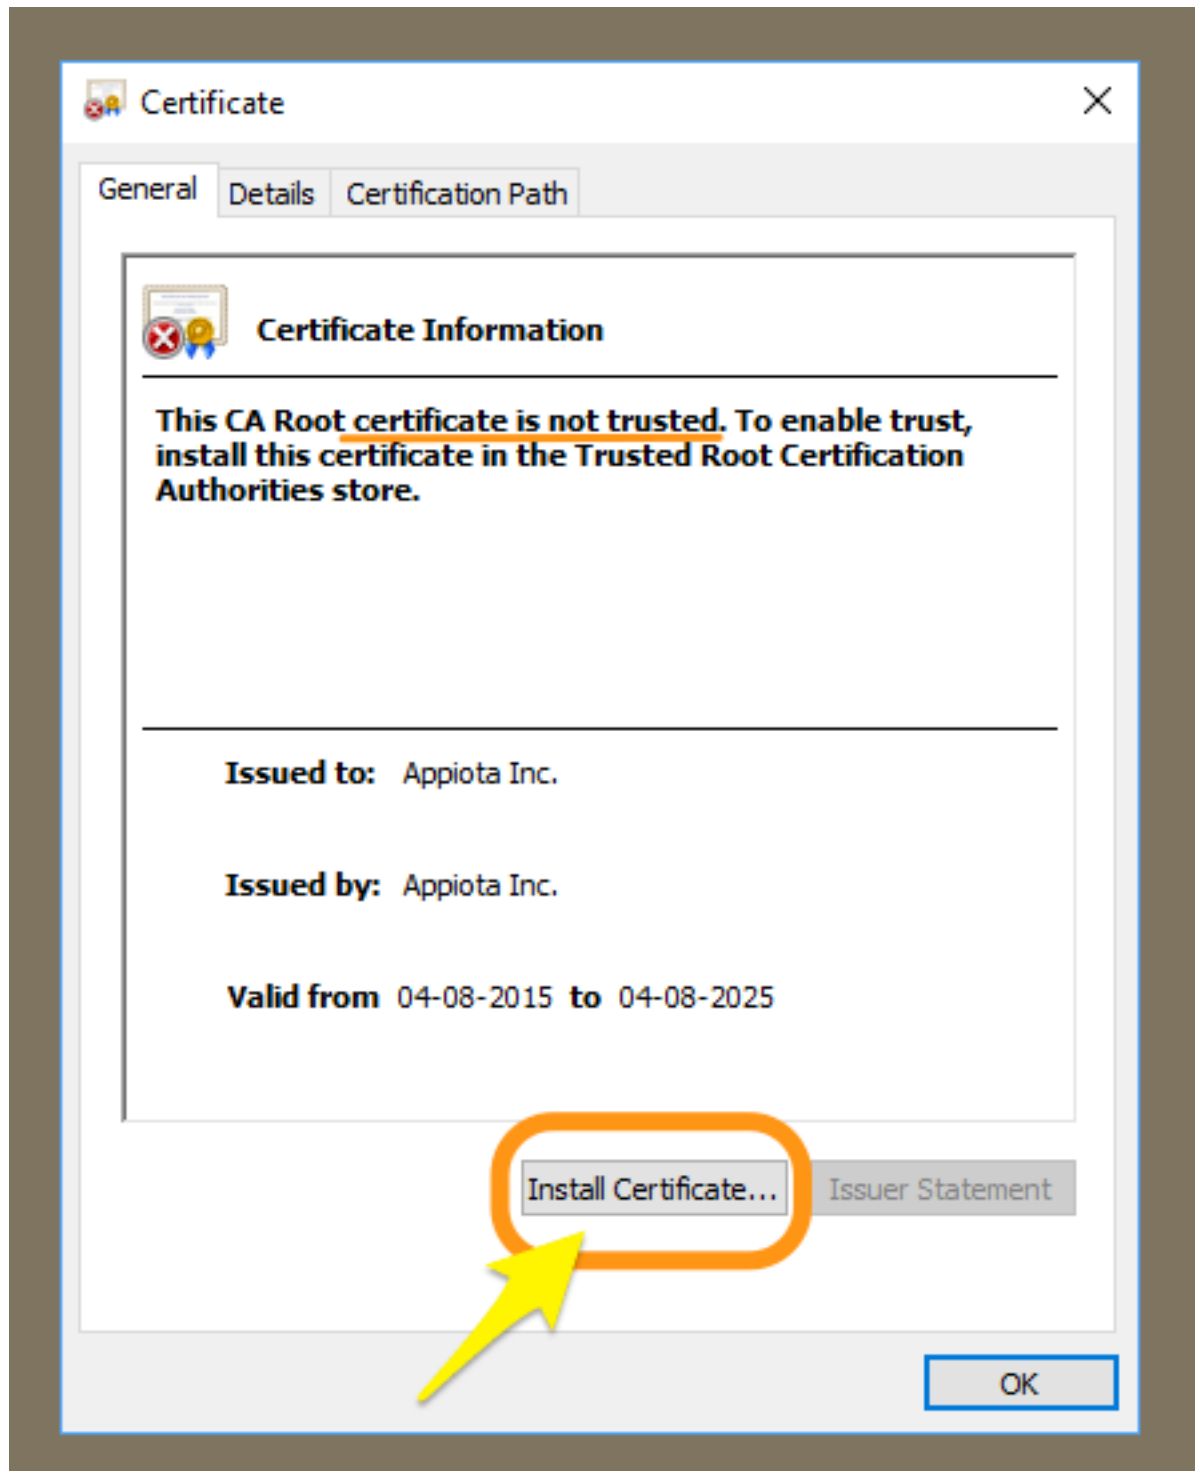 Certificate
General Details Certification Path
Certificate Information
This CA Root certificate is not trusted. To enable trust,
install this certificate in the Trusted Root Certification
Authorities store.
Issued to: Appiota Inc.
Issued by: Appiota Inc.
Valid from 04-08-2015 to 04-08-2025
Install Certificate... Issuer Statement
OK